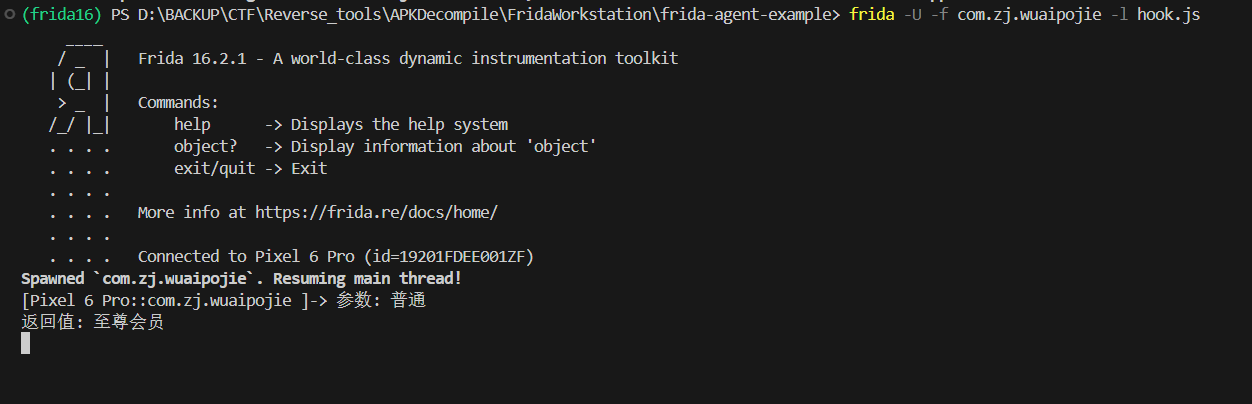 (frida16) PS D:\BACKUP\CTF\Reverse_tools\APKDecompile\FridaWorkstation\frida-agent-example> frida -U -f com.zj.wuaipojie -l hook.js
     ____
    / _  |   Frida 16.2.1 - A world-class dynamic instrumentation toolkit
   | (_| |
    > _  |   Commands:
   /_/ |_|       help      -> Displays the help system
   . . . .       object?   -> Display information about 'object'
   . . . .       exit/quit -> Exit
   . . . .
   . . . .   More info at https://frida.re/docs/home/
   . . . .
   . . . .   Connected to Pixel 6 Pro (id=19201FDEE001ZF)
Spawned `com.zj.wuaipojie`. Resuming main thread!
[Pixel 6 Pro::com.zj.wuaipojie ]-> 参数: 普通
返回值: 至尊会员